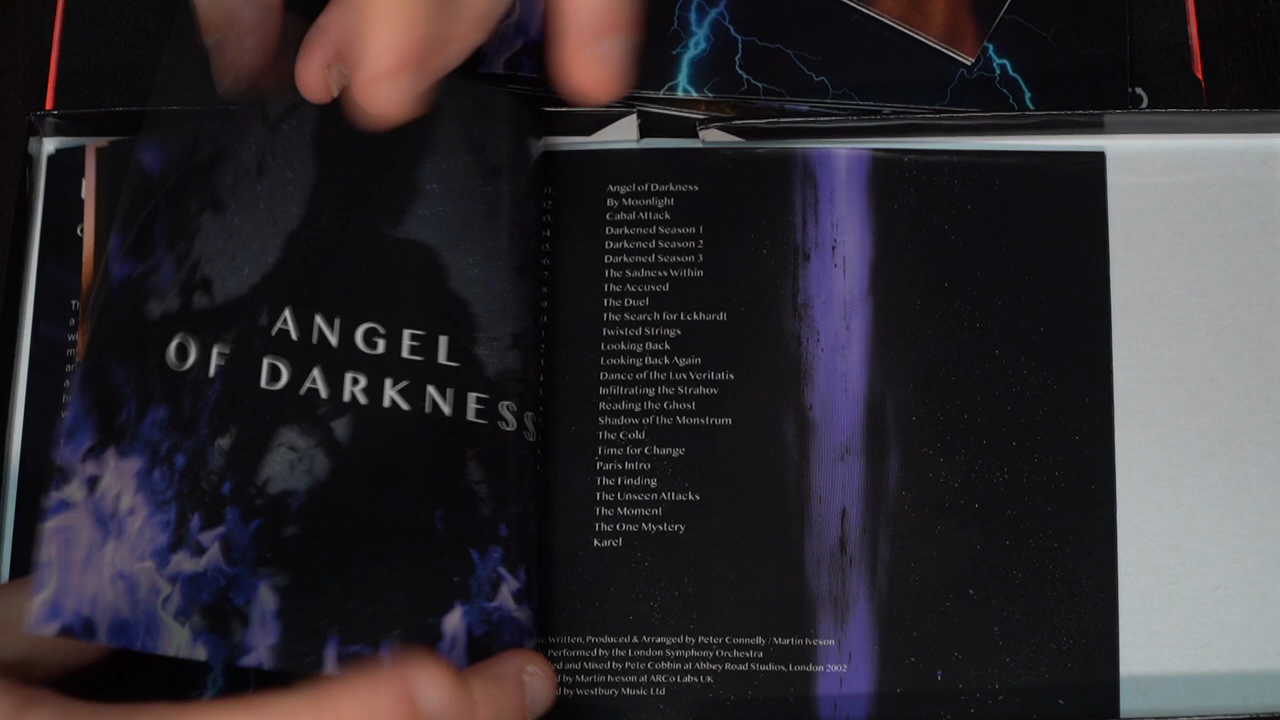 ANGEL
OF DARKNESS
Angel of Darkness
By Moonlight
Cabal Attack
Darkened Season 1
Darkened Season 2
Darkened Season 3
The Sadness Within
The Accused
The Duel
The Search for Eckhardt
Twisted Strings
Looking Back
Looking Back Again
Dance of the Lux Veritatis
Infiltrating the Strahov
Reading the Ghost
Shadow of the Monstrum
The Cold
Time for Change
Paris Intro
The Finding
The Unseen Attacks
The Moment
The One Mystery
Karel
Written, Produced & Arranged by Peter Connelly / Martin Iveson
Performed by the London Symphony Orchestra
and Mixed by Pete Cobbin at Abbey Road Studios, London 2002
by Martin Iveson at ARCo Labs UK
by Westbury Music Ltd